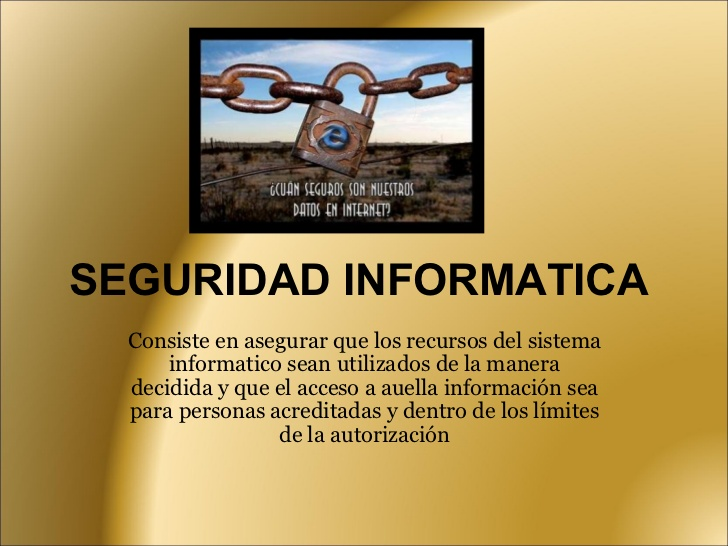 ¿CUÁN SEGUROS SON NUESTROS
DATOS EN INTERNET?
SEGURIDAD INFORMATICA
Consiste en asegurar que los recursos del sistema
informatico sean utilizados de la manera
decidida y que el acceso a auella información sea
para personas acreditadas y dentro de los límites
de la autorización